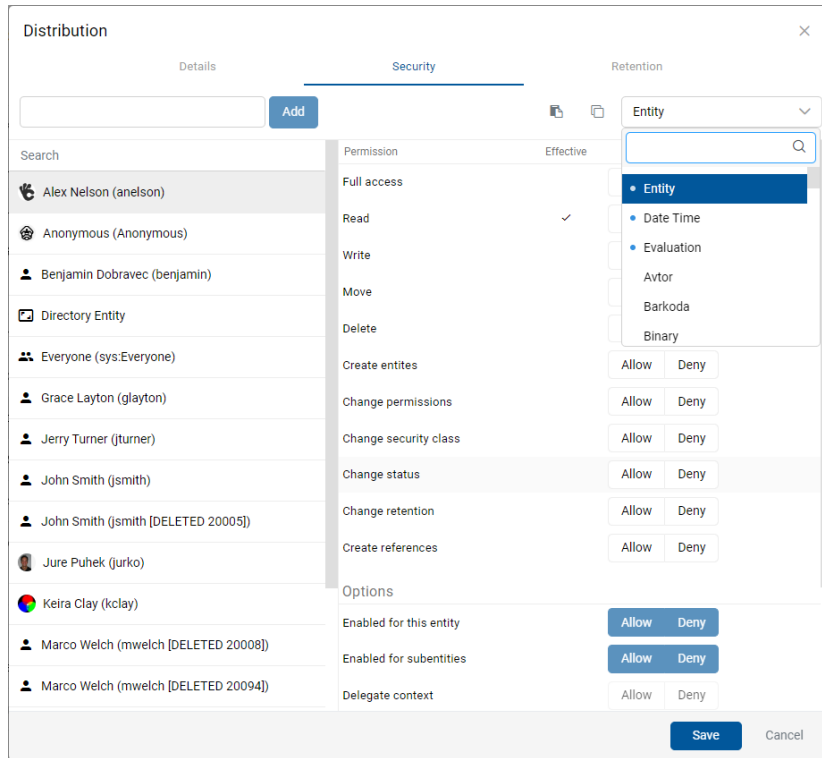 Distribution
Details
Security
Retention
Add
Entity
Search
Permission
Effective
Alex Nelson (anelson)
Full access
Entity
Anonymous (Anonymous)
Read
Date Time
Benjamin Dobravec (benjamin)
Write
Evaluation
Directory Entity
Move
Avtor
Everyone (sys:Everyone)
Delete
Barkoda
Binary
Grace Layton (glayton)
Create entites Allow Deny
Change permissions Allow Deny
Jerry Turner (jturner)
Change security class Allow Deny
John Smith (jsmith)
Change status Allow Deny
John Smith (jsmith [DELETED 20005])
Change retention Allow Deny
Jure Puhek (jurko)
Create references Allow Deny
Keira Clay (kclay)
Options
Enabled for this entity Allow Deny
Marco Welch (mwelch [DELETED 20008])
Enabled for subentities Allow Deny
Marco Welch (mwelch [DELETED 20094])
Delegate context Allow Deny
Save
Cancel